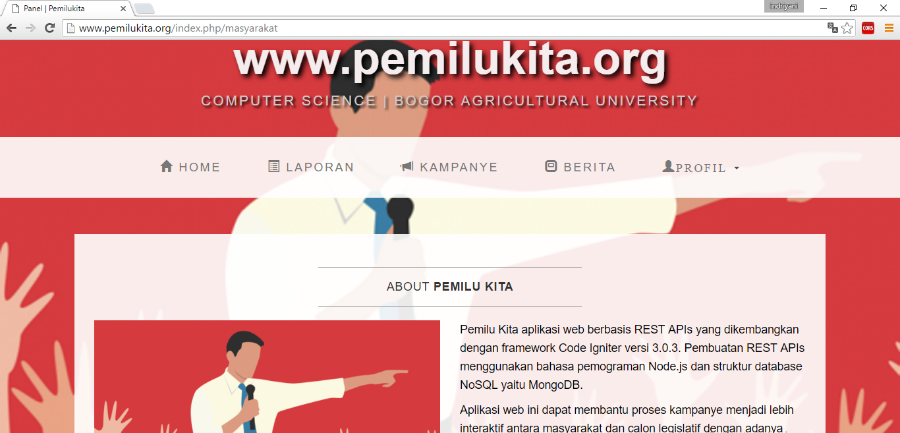 Panel | Pemilukita
www.pemilukita.org/index.php/masyarakat
www.pemilukita.org
COMPUTER SCIENCE | BOGOR AGRICULTURAL UNIVERSITY
HOME LAPORAN KAMPANYE BERITA PROFIL
ABOUT PEMILU KITA
Pemilu Kita aplikasi web berbasis REST APIs yang dikembangkan
dengan framework Code Igniter versi 3.0.3. Pembuatan REST APIs
menggunakan bahasa pemograman Node.js dan struktur database
NoSQL yaitu MongoDB.
Aplikasi web ini dapat membantu proses kampanye menjadi lebih
interaktif antara masyarakat dan calon legislatif dengan adanya